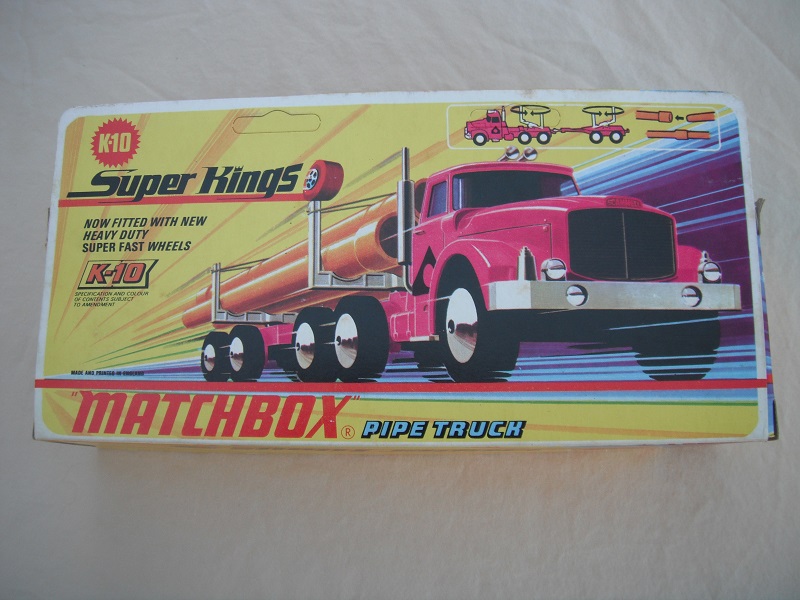 K-10
Super Kings
NOW FITTED WITH NEW
HEAVY DUTY
SUPER FAST WHEELS
K-10
SPECIFICATION AND COLOUR
OF CONTENTS SUBJECT
TO AMENDMENT
MADE AND PRINTED IN ENGLAND
"MATCHBOX"® PIPE TRUCK